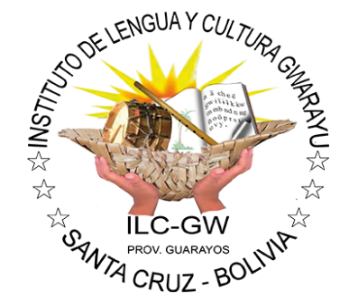 INSTITUTO DE LENGUA Y CULTURA GWARAYU
ILC-GW
PROV. GUARAYOS
SANTA CRUZ - BOLIVIA